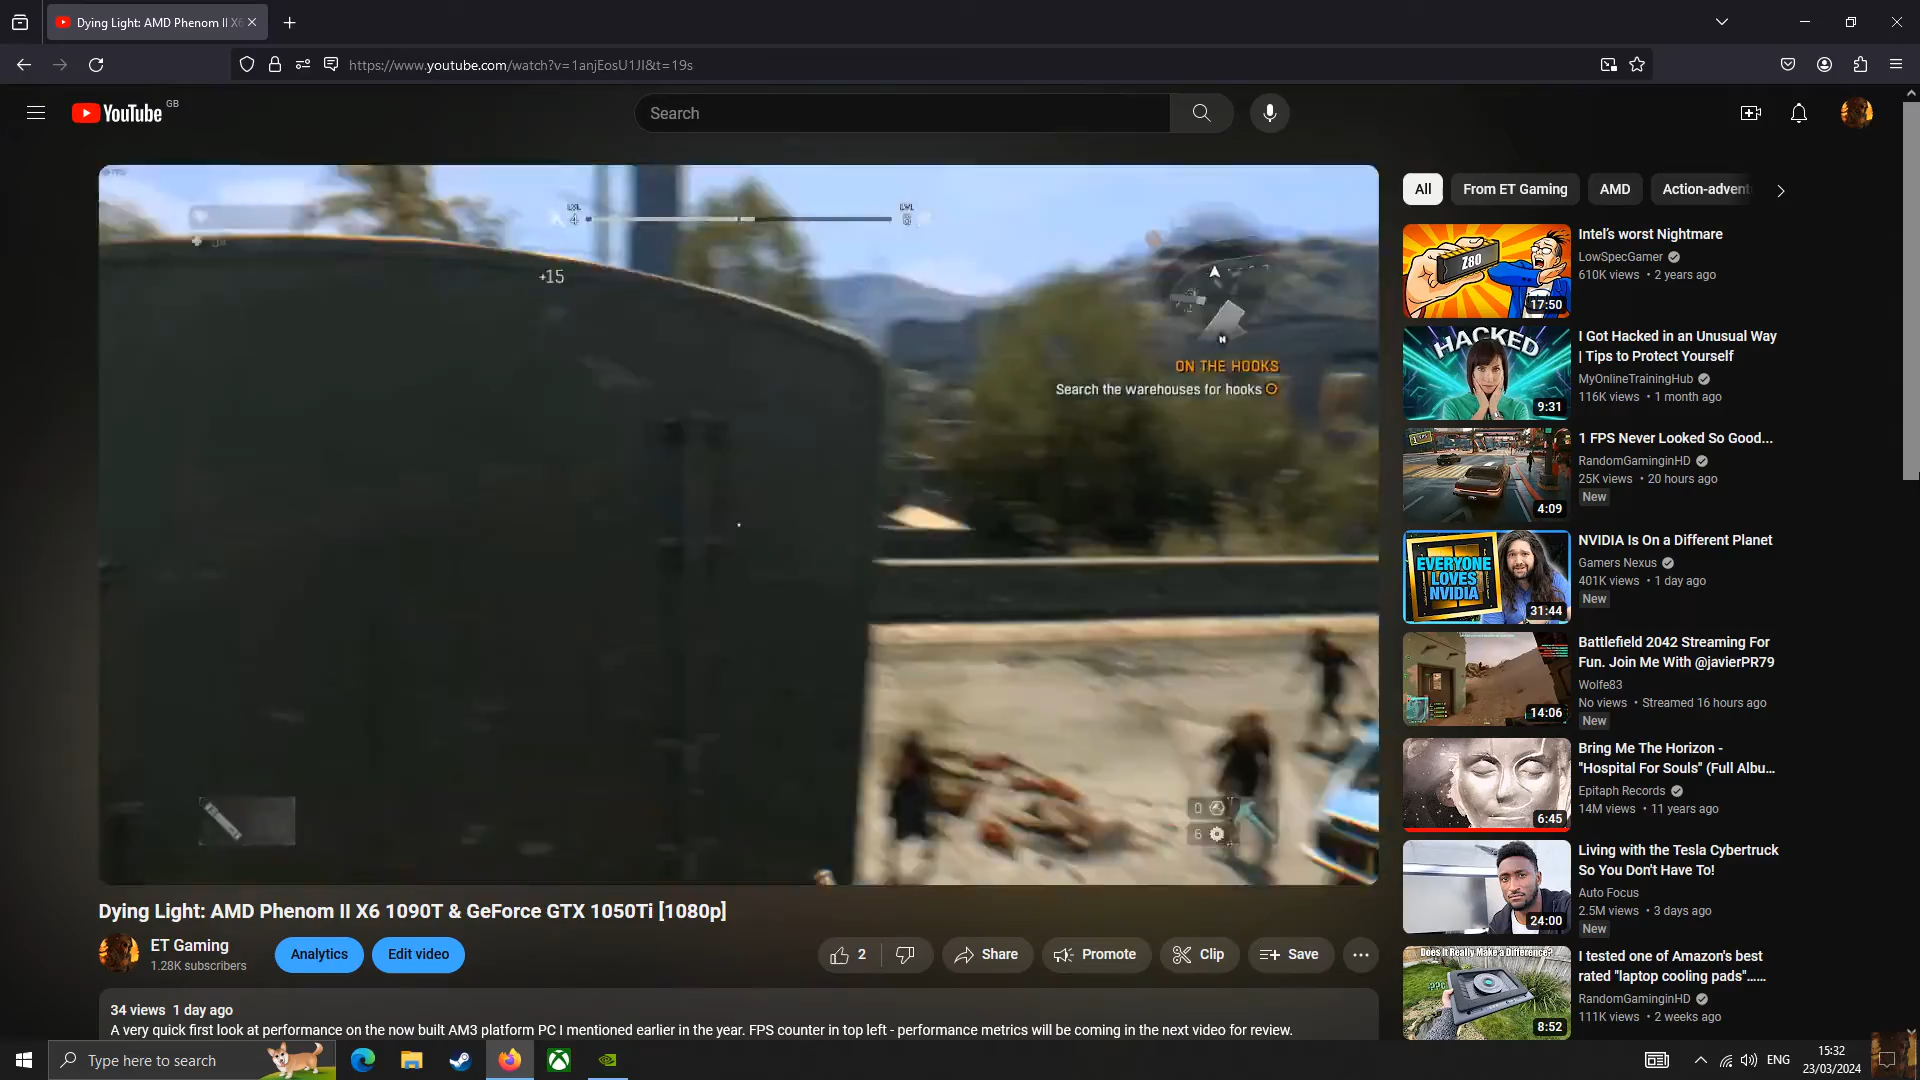 Dying Light: AMD Phenom II X6
https://www.youtube.com/watch?v=1anjEosU1JI&t=19s
YouTube GB
Search
LVL 4
LVL 8
+15
N
ON THE HOOKS
Search the warehouses for hooks
0
6
Dying Light: AMD Phenom II X6 1090T & GeForce GTX 1050Ti [1080p]
ET Gaming
1.28K subscribers
Analytics
Edit video
2
Share
Promote
Clip
Save
34 views 1 day ago
A very quick first look at performance on the now built AM3 platform PC I mentioned earlier in the year. FPS counter in top left - performance metrics will be coming in the next video for review.
All
From ET Gaming
AMD
Action-advent
Z80
17:50
Intel's worst Nightmare
LowSpecGamer
610K views • 2 years ago
HACKED
9:31
I Got Hacked in an Unusual Way
| Tips to Protect Yourself
MyOnlineTrainingHub
116K views • 1 month ago
4:09
1 FPS Never Looked So Good...
RandomGaminginHD
25K views • 20 hours ago
New
EVERYONE
LOVES
NVIDIA
31:44
NVIDIA Is On a Different Planet
Gamers Nexus
401K views • 1 day ago
New
14:06
Battlefield 2042 Streaming For
Fun. Join Me With @javierPR79
Wolfe83
No views • Streamed 16 hours ago
New
6:45
Bring Me The Horizon -
"Hospital For Souls" (Full Albu...
Epitaph Records
14M views • 11 years ago
24:00
Living with the Tesla Cybertruck
So You Don't Have To!
Auto Focus
2.5M views • 3 days ago
New
Does It Really Make a Difference?
8:52
I tested one of Amazon's best
rated "laptop cooling pads"......
RandomGaminginHD
111K views • 2 weeks ago
Type here to search
ENG
15:32
23/03/2024